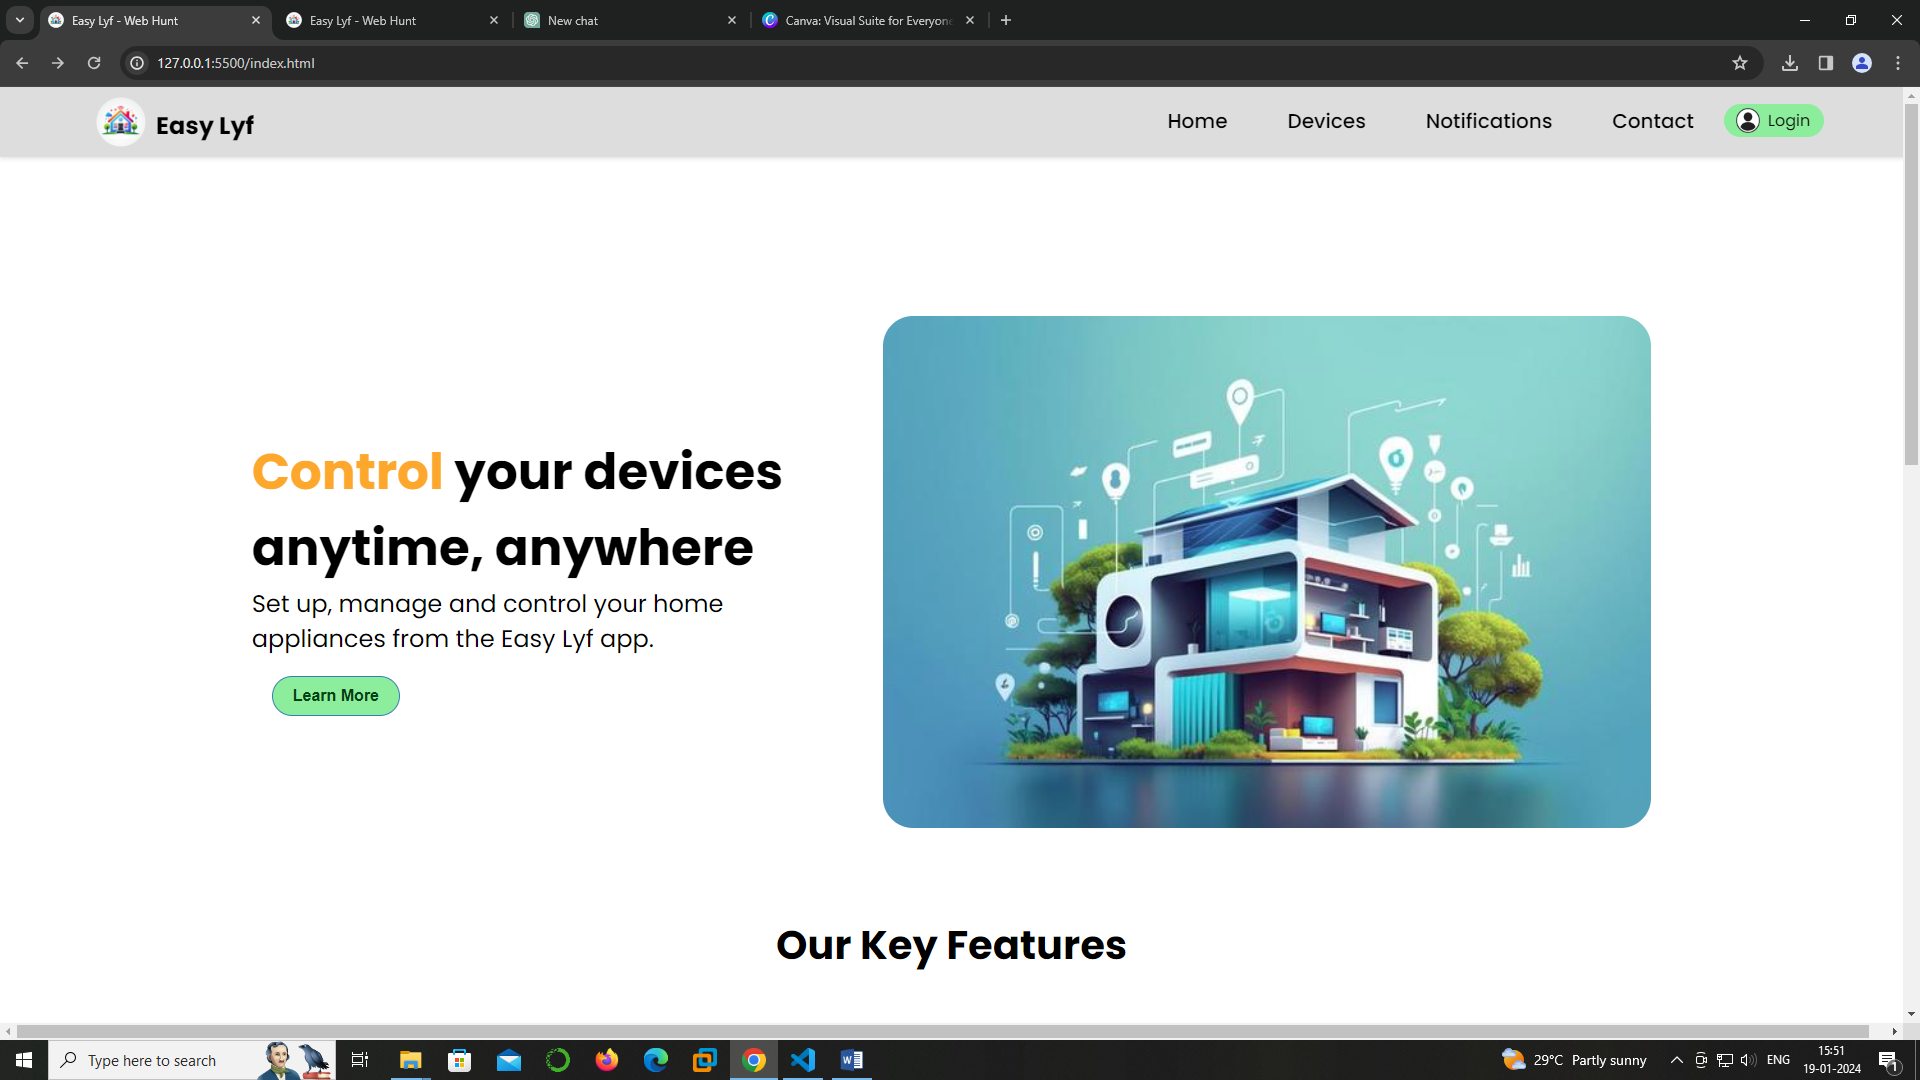 Easy Lyf - Web Hunt
Easy Lyf - Web Hunt
New chat
Canva: Visual Suite for Everyone
127.0.0.1:5500/index.html
Easy Lyf
Home
Devices
Notifications
Contact
Login
Control your devices
anytime, anywhere
Set up, manage and control your home
appliances from the Easy Lyf app.
Learn More
Our Key Features
Type here to search
29°C Partly sunny
ENG
15:51
19-01-2024
1